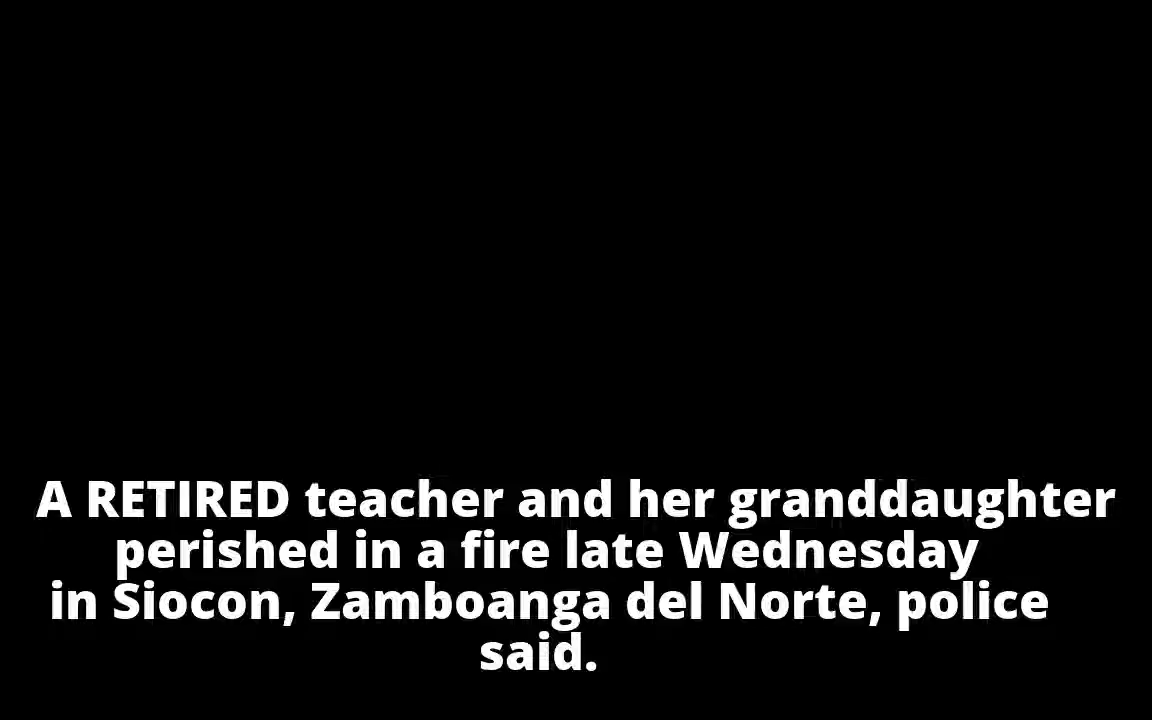 A RETIRED teacher and her granddaughter
perished in a fire late Wednesday
in Siocon, Zamboanga del Norte, police
said.